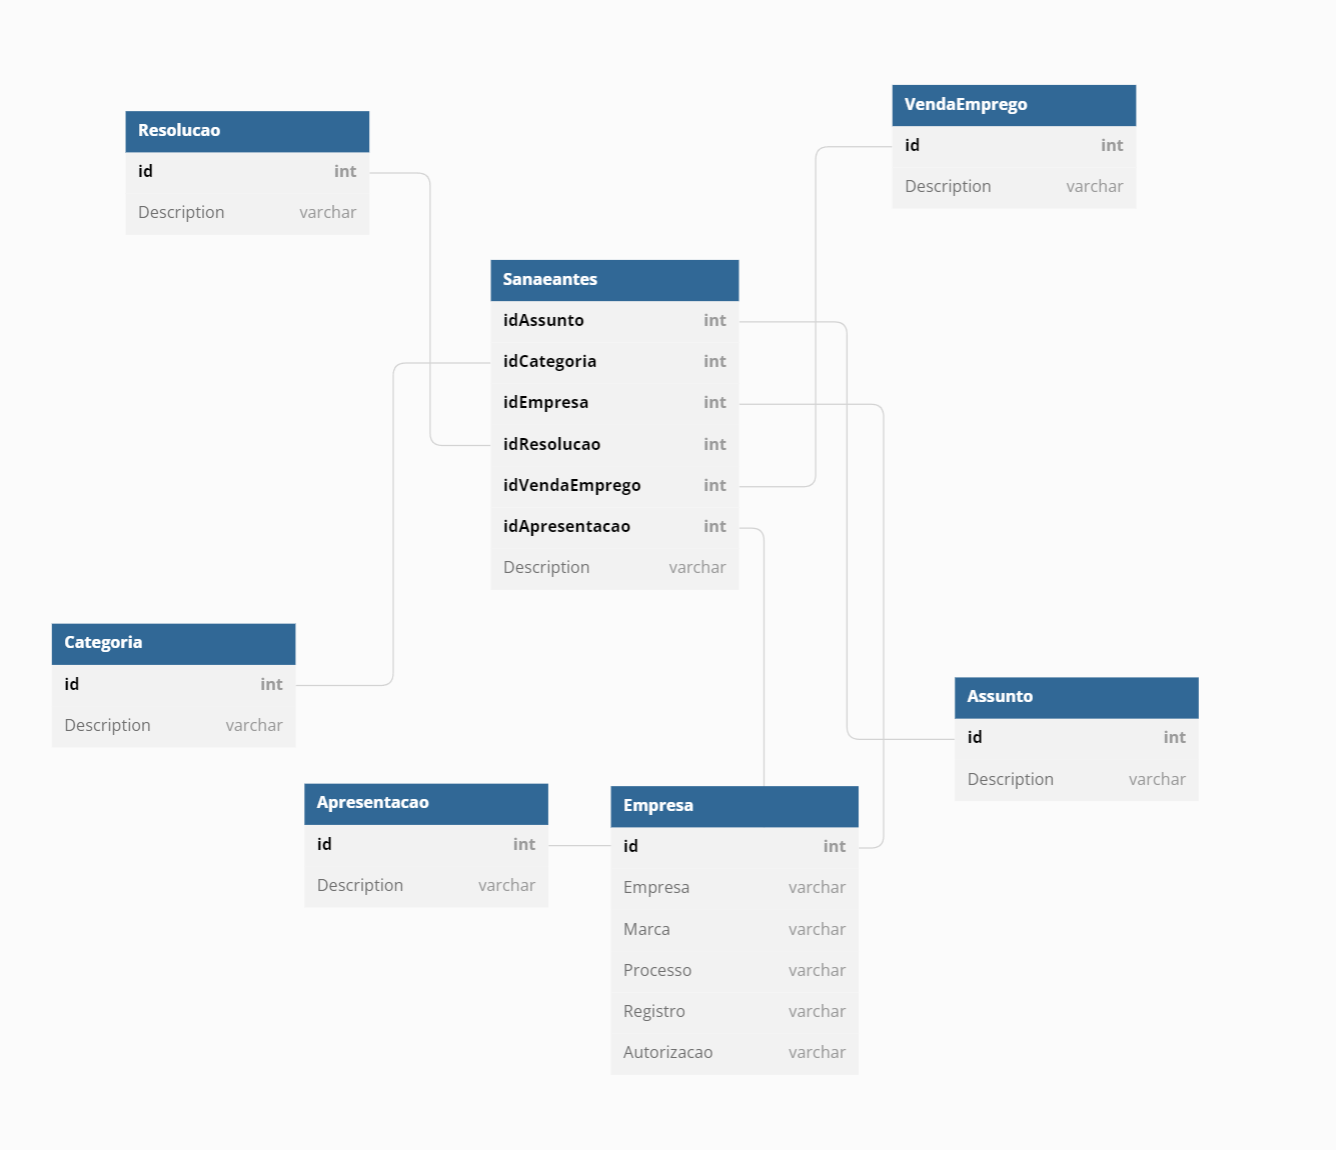 Resolucao
id int
Description varchar
VendaEmprego
id int
Description varchar
Sanaeantes
idAssunto int
idCategoria int
idEmpresa int
idResolucao int
idVendaEmprego int
idApresentacao int
Description varchar
Categoria
id int
Description varchar
Assunto
id int
Description varchar
Apresentacao
id int
Description varchar
Empresa
id int
Empresa varchar
Marca varchar
Processo varchar
Registro varchar
Autorizacao varchar